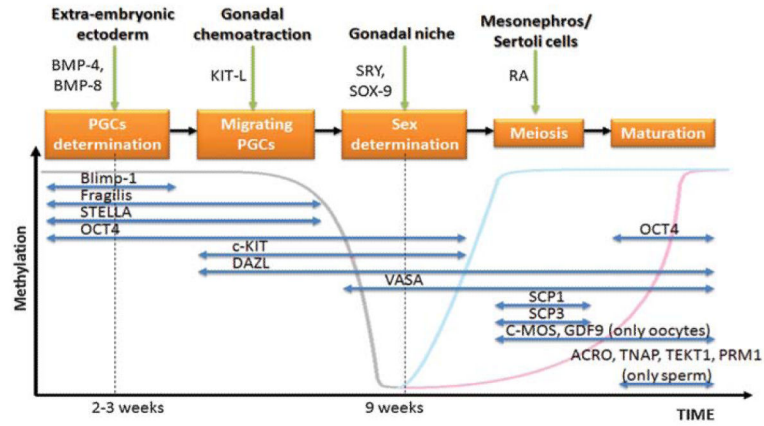 Extra-embryonic
ectoderm
Gonadal
chemoatraction
Gonadal niche
Mesonephros/
Sertoli cells
BMP-4,
BMP-8
KIT-L
SRY,
SOX-9
RA
PGCs
determination
Migrating
PGCs
Sex
determination
Meiosis
Maturation
Methylation
Blimp-1
Fragilis
STELLA
OCT4
OCT4
c-KIT
DAZL
VASA
SCP1
SCP3
C-MOS, GDF9 (only oocytes)
ACRO, TNAP, TEKT1, PRM1
(only sperm)
2-3 weeks
9 weeks
TIME